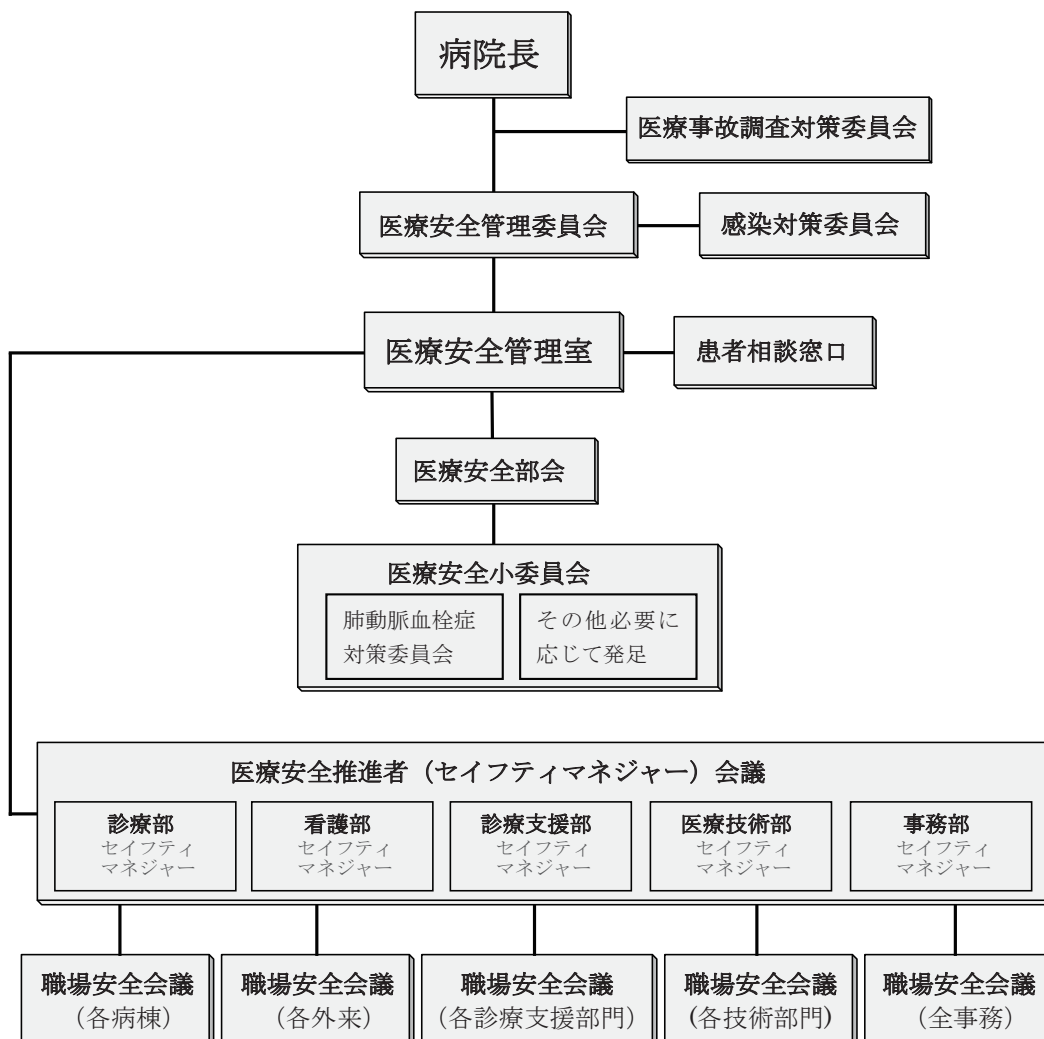 病院長
医療事故調査対策委員会
医療安全管理委員会
感染対策委員会
医療安全管理室
患者相談窓口
医療安全部会
医療安全小委員会
肺動脈血栓症
対策委員会
その他必要に
応じて発足
医療安全推進者（セイフティマネジャー）会議
診療部
セイフティ
マネジャー
看護部
セイフティ
マネジャー
診療支援部
セイフティ
マネジャー
医療技術部
セイフティ
マネジャー
事務部
セイフティ
マネジャー
職場安全会議
（各病棟）
職場安全会議
（各外来）
職場安全会議
（各診療支援部門）
職場安全会議
(各技術部門)
職場安全会議
（全事務）